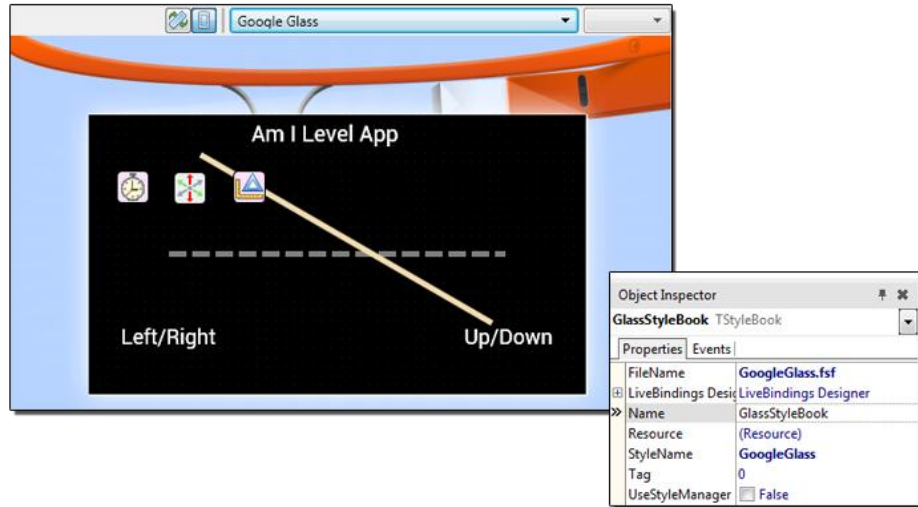 Google Glass
Am I Level App
Left/Right
Up/Down
Object Inspector
GlassStyleBook TStyleBook
Properties Events
FileName GoogleGlass.fsf
LiveBindings Desig LiveBindings Designer
Name GlassStyleBook
Resource (Resource)
StyleName GoogleGlass
Tag 0
UseStyleManager False